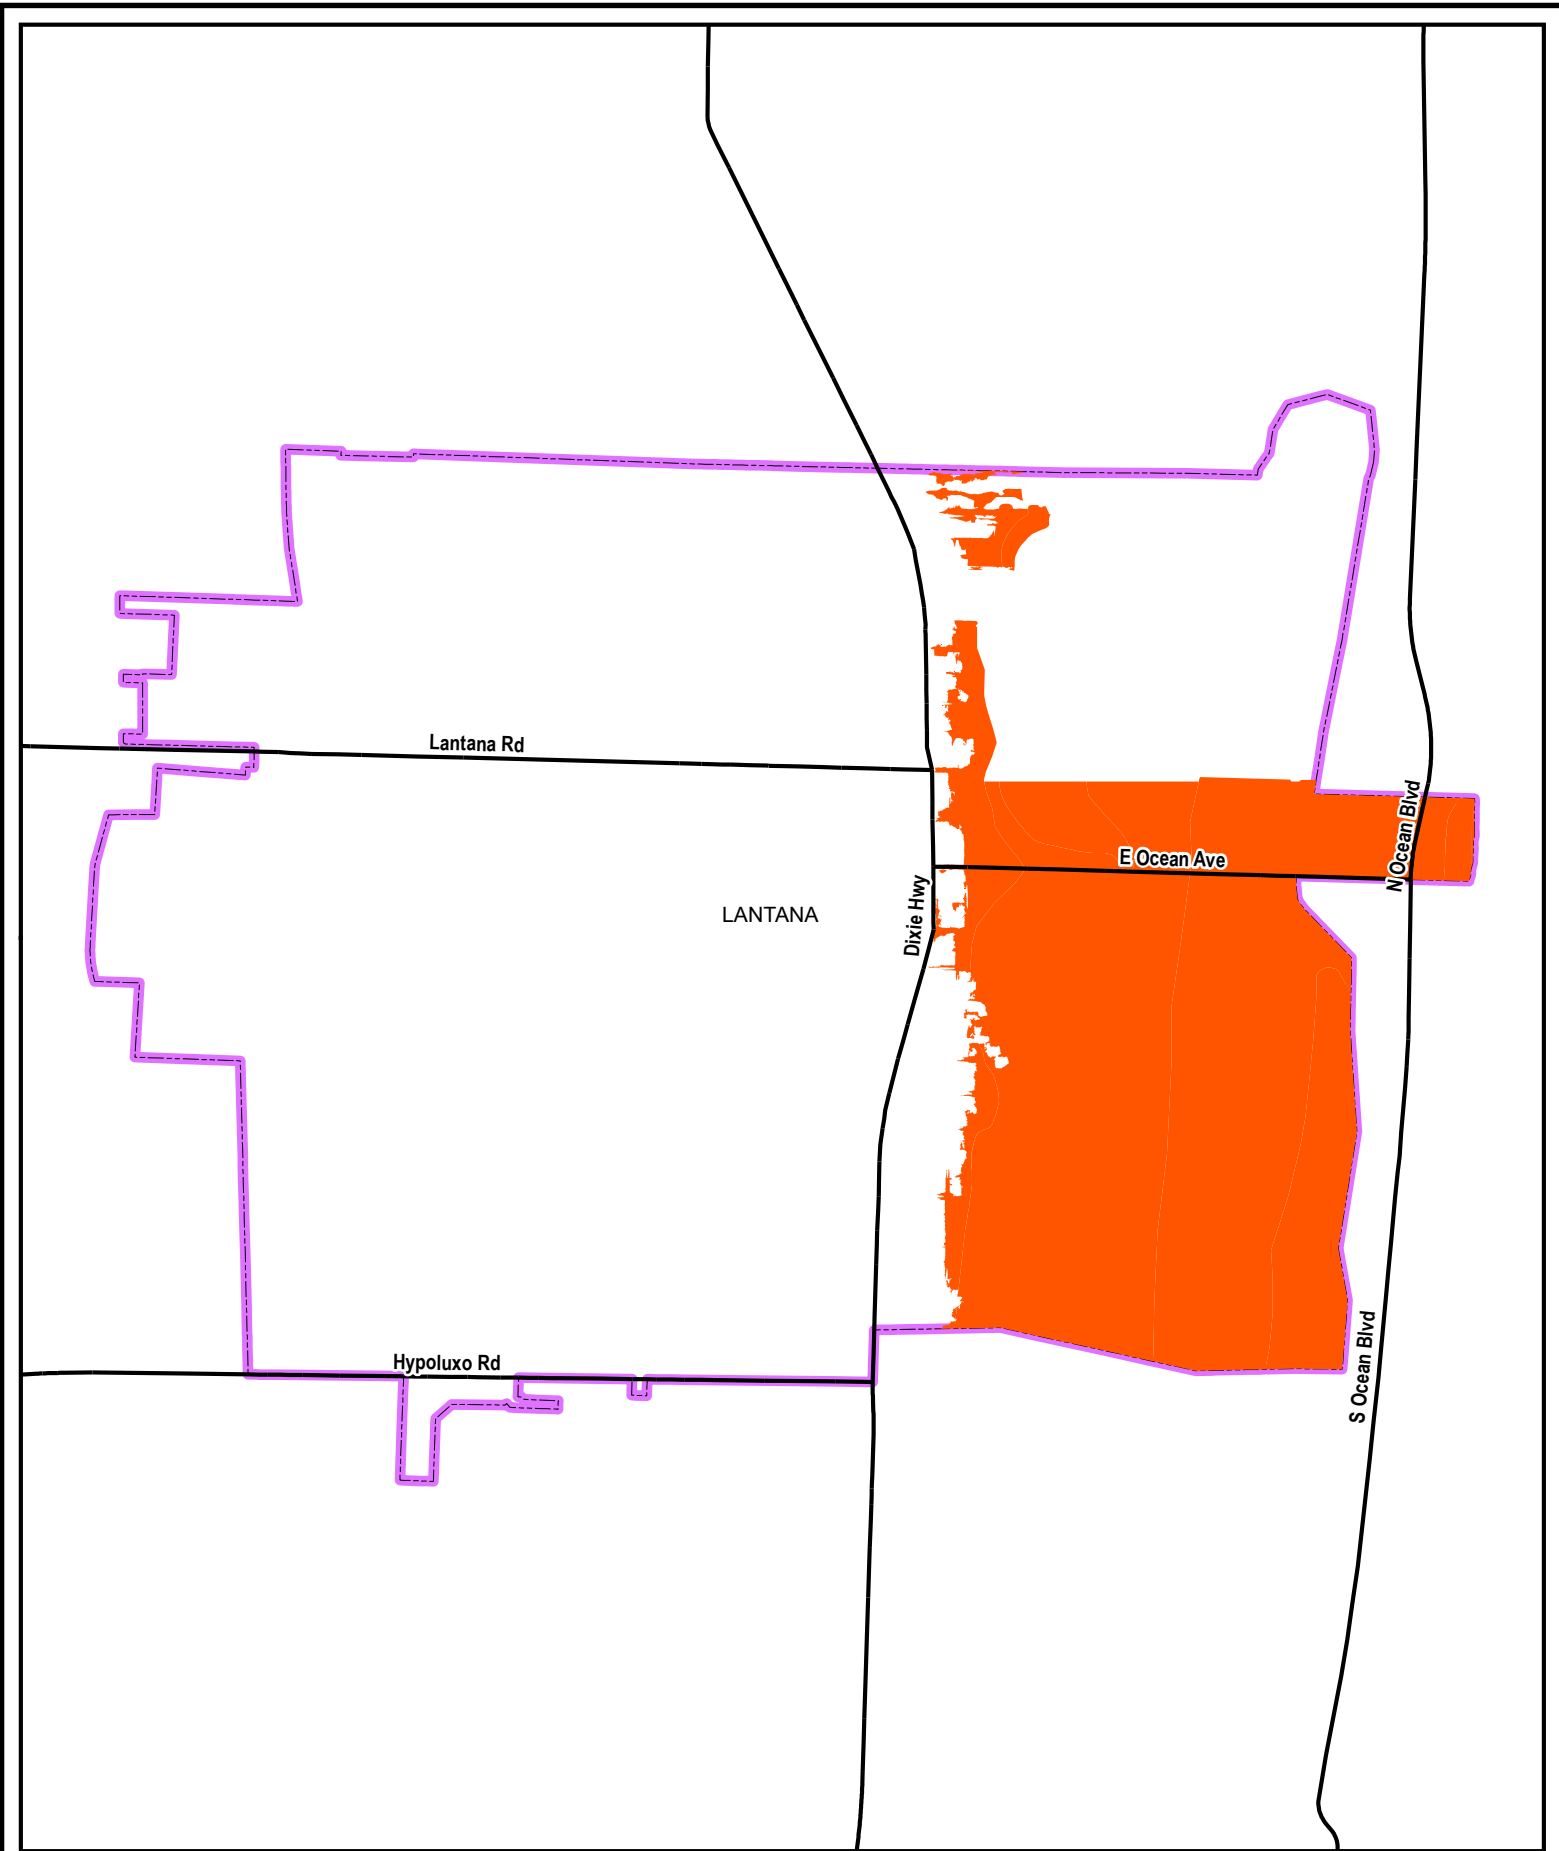 Lantana Rd
N Ocean Blvd
E Ocean Ave
Dixie Hwy
LANTANA
Hypoluxo Rd
S Ocean Blvd